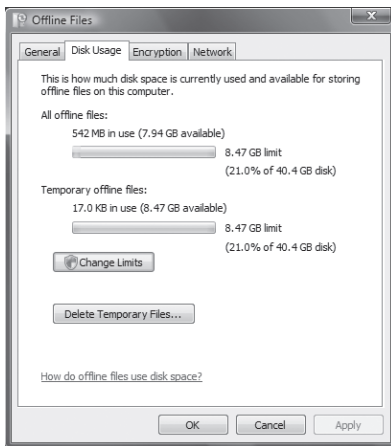 Offline Files
General Disk Usage Encryption Network
This is how much disk space is currently used and available for storing
offline files on this computer.
All offline files:
542 MB in use (7.94 GB available)
8.47 GB limit
(21.0% of 40.4 GB disk)
Temporary offline files:
17.0 KB in use (8.47 GB available)
8.47 GB limit
(21.0% of 40.4 GB disk)
Change Limits
Delete Temporary Files...
How do offline files use disk space?
OK Cancel Apply